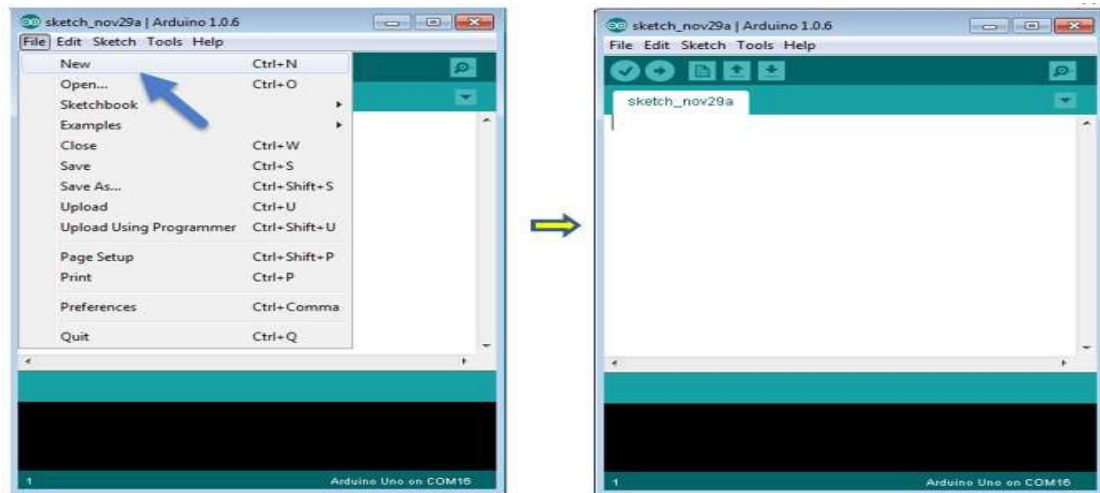 sketch_nov29a | Arduino 1.0.6
File Edit Sketch Tools Help
New Ctrl+N
Open... Ctrl+O
Sketchbook
Examples
Close Ctrl+W
Save Ctrl+S
Save As... Ctrl+Shift+S
Upload Ctrl+U
Upload Using Programmer Ctrl+Shift+U
Page Setup Ctrl+Shift+P
Print Ctrl+P
Preferences Ctrl+Comma
Quit Ctrl+Q
1 Arduino Uno on COM16
sketch_nov29a | Arduino 1.0.6
File Edit Sketch Tools Help
sketch_nov29a
1 Arduino Uno on COM16